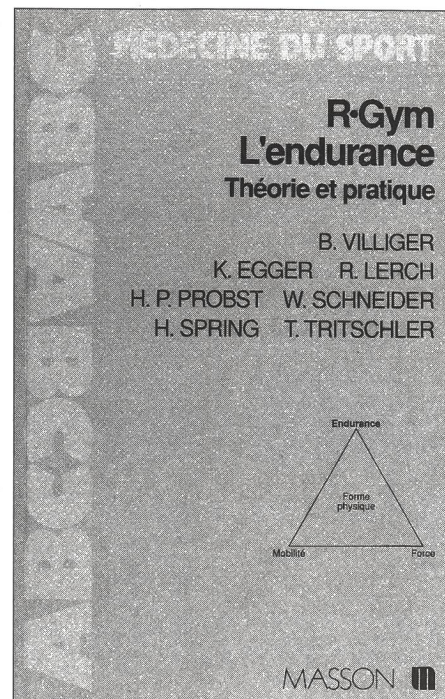 MEDECINE DU SPORT
R•Gym
L'endurance
Théorie et pratique
B. VILLIGER
K. EGGER R. LERCH
H. P. PROBST W. SCHNEIDER
H. SPRING T. TRITSCHLER
Endurance
Forme
physique
Mobilité
Force
MASSON